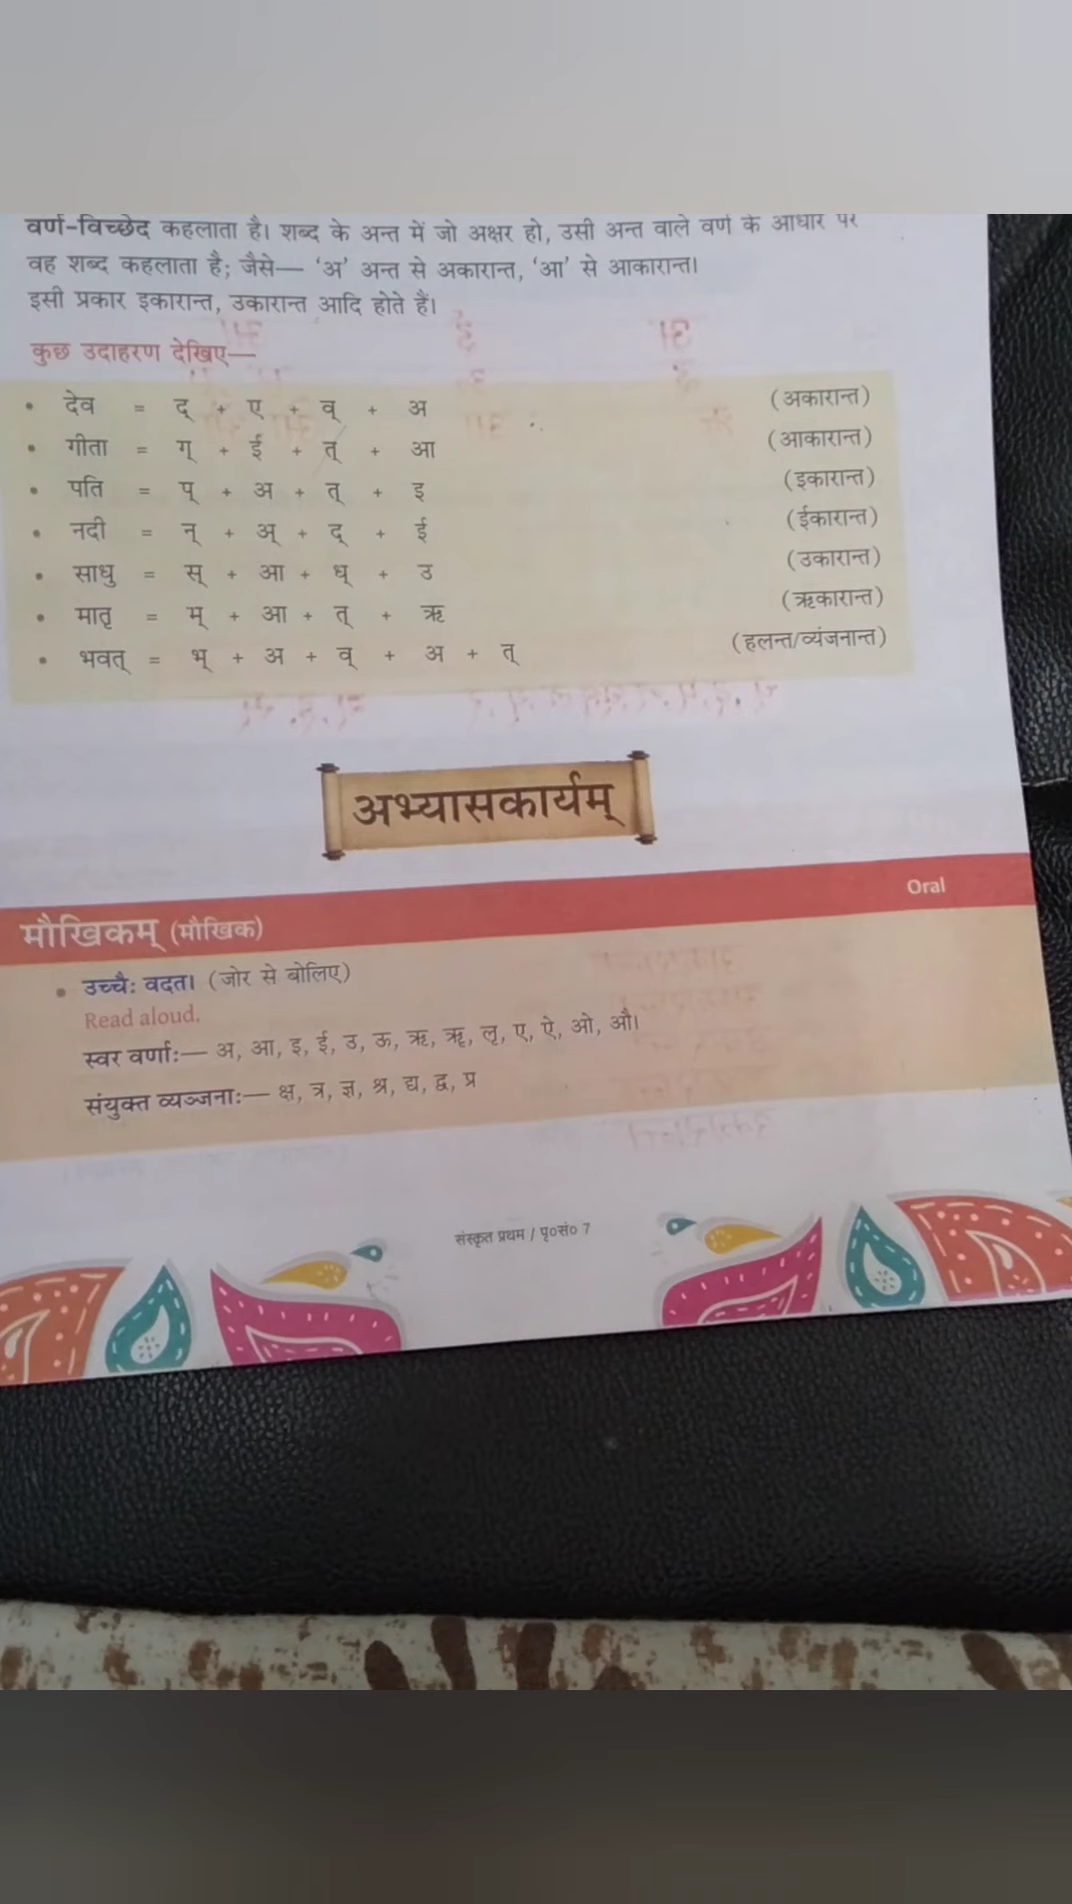 वर्ण-विच्छेद कहलाता है। शब्द के अन्त में जो अक्षर हो, उसी अन्त वाले वर्ण के आधार पर
वह शब्द कहलाता है; जैसे— ‘अ’ अन्त से अकारान्त, ‘आ’ से आकारान्त।
इसी प्रकार इकारान्त, उकारान्त आदि होते हैं।
कुछ उदाहरण देखिए—
• देव = द् + ए + व् + अ (अकारान्त)
• गीता = ग् + ई + त् + आ (आकारान्त)
• पति = प् + अ + त् + इ (इकारान्त)
• नदी = न् + अ् + द् + ई (ईकारान्त)
• साधु = स् + आ + ध् + उ (उकारान्त)
• मातृ = म् + आ + त् + ऋ (ऋकारान्त)
• भवत् = भ् + अ + व् + अ + त् (हलन्त/व्यंजनान्त)
अभ्यासकार्यम्
मौखिकम् (मौखिक) Oral
• उच्चैः वदत। (जोर से बोलिए)
Read aloud.
स्वर वर्णाः— अ, आ, इ, ई, उ, ऊ, ऋ, ॠ, लृ, ए, ऐ, ओ, औ।
संयुक्त व्यञ्जनाः— क्ष, त्र, ज्ञ, श्र, द्य, द्व, प्र
संस्कृत प्रथम / पृ०सं० 7